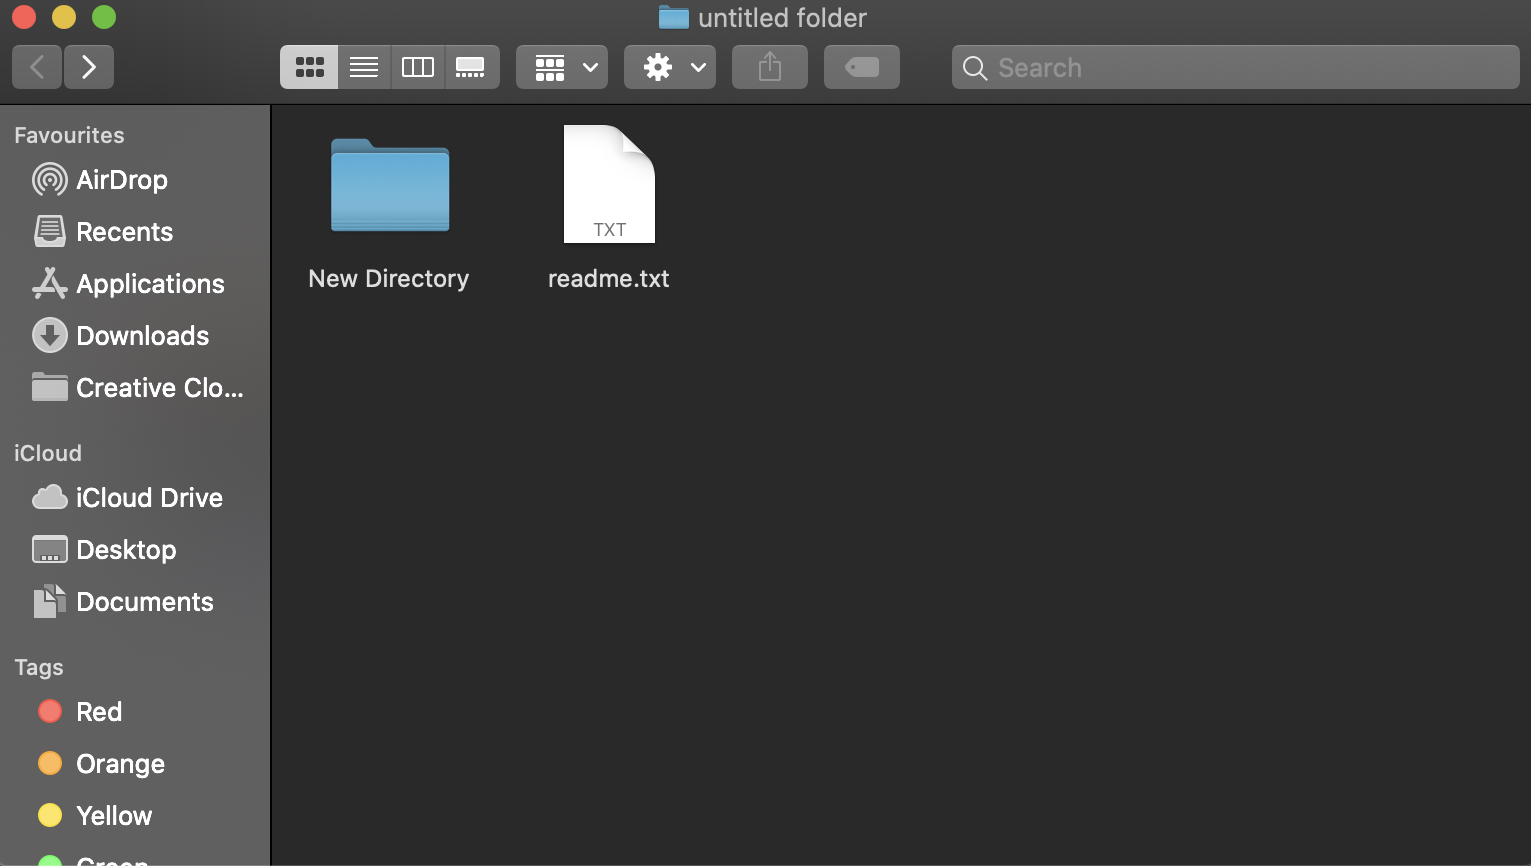 untitled folder
Search
Favourites
AirDrop
Recents
Applications
Downloads
Creative Clo...
iCloud
iCloud Drive
Desktop
Documents
Tags
Red
Orange
Yellow
Green
TXT
New Directory
readme.txt